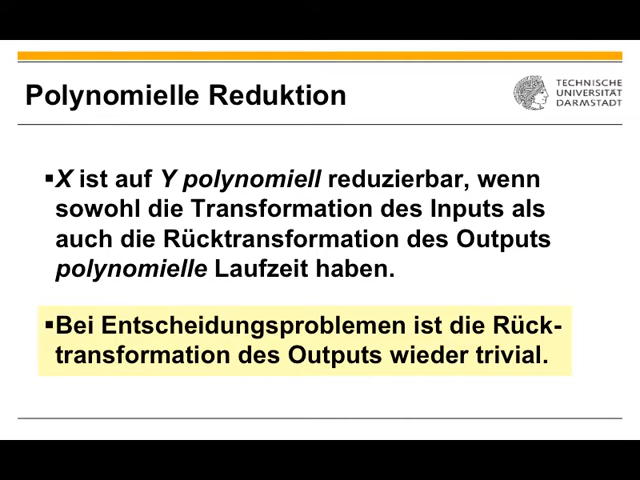 Polynomielle Reduktion
TECHNISCHE
UNIVERSITÄT
DARMSTADT
▪X ist auf Y polynomiell reduzierbar, wenn
sowohl die Transformation des Inputs als
auch die Rücktransformation des Outputs
polynomielle Laufzeit haben.
▪Bei Entscheidungsproblemen ist die Rück-
transformation des Outputs wieder trivial.